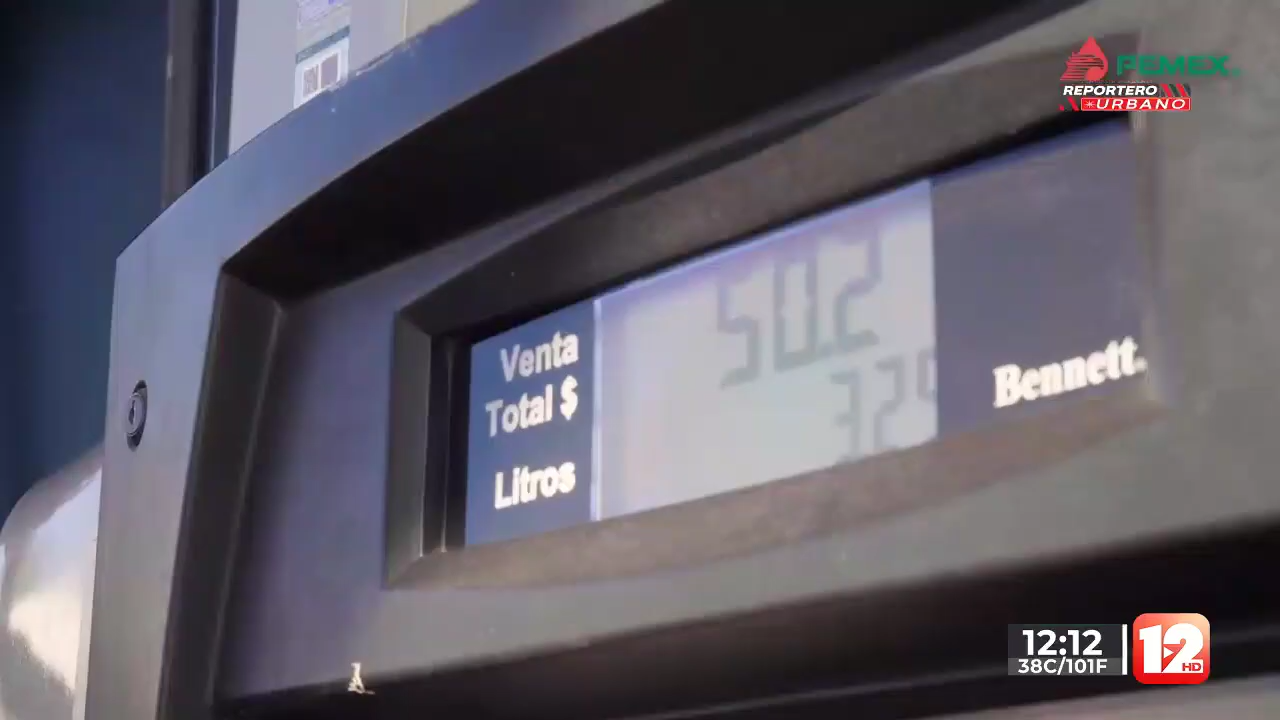 PEMEX
REPORTERO
URBANO
50.2
Venta
Total $
Bennett.
Litros
12:12
38C/101F
12
HD